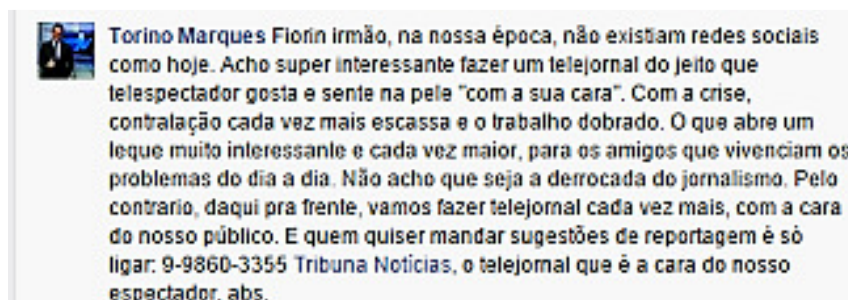 Torino Marques Fiorin irmão, na nossa época, não existiam redes sociais
como hoje. Acho super interessante fazer um telejornal do jeito que
telespectador gosta e sente na pele "com a sua cara". Com a crise,
contratação cada vez mais escassa e o trabalho dobrado. O que abre um
leque muito interessante e cada vez maior, para os amigos que vivenciam os
problemas do dia a dia. Não acho que seja a derrocada do jornalismo. Pelo
contrario, daqui pra frente, vamos fazer telejornal cada vez mais, com a cara
do nosso público. E quem quiser mandar sugestões de reportagem é só
ligar: 9-9860-3355 Tribuna Notícias, o telejornal que é a cara do nosso
espectador. abs.